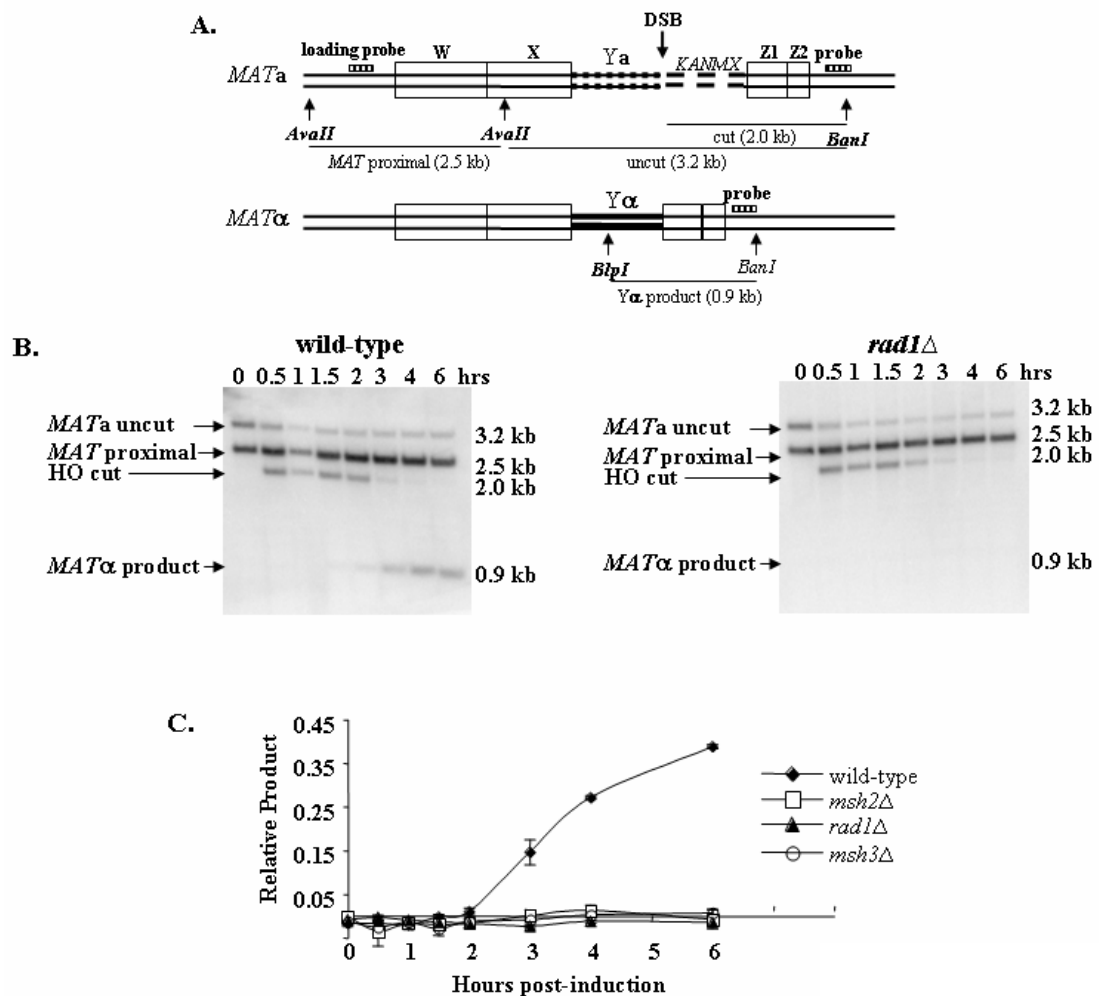 A.
DSB
loading probe
W
X
Ya
KANMX
Z1
Z2
probe
MATa
AvaII
AvaII
cut (2.0 kb)
BanI
MAT proximal (2.5 kb)
uncut (3.2 kb)
Yα
probe
MATα
BlpI
BanI
Yα product (0.9 kb)
B.
wild-type
0 0.5 1 1.5 2 3 4 6 hrs
MATa uncut
MAT proximal
HO cut
MATα product
3.2 kb
2.5 kb
2.0 kb
0.9 kb
rad1Δ
0 0.5 1 1.5 2 3 4 6 hrs
MATa uncut
MAT proximal
HO cut
MATα product
3.2 kb
2.5 kb
2.0 kb
0.9 kb
C.
Relative Product
0.45
0.35
0.25
0.15
0.05
0 1 2 3 4 5 6
Hours post-induction
wild-type
msh2Δ
rad1Δ
msh3Δ